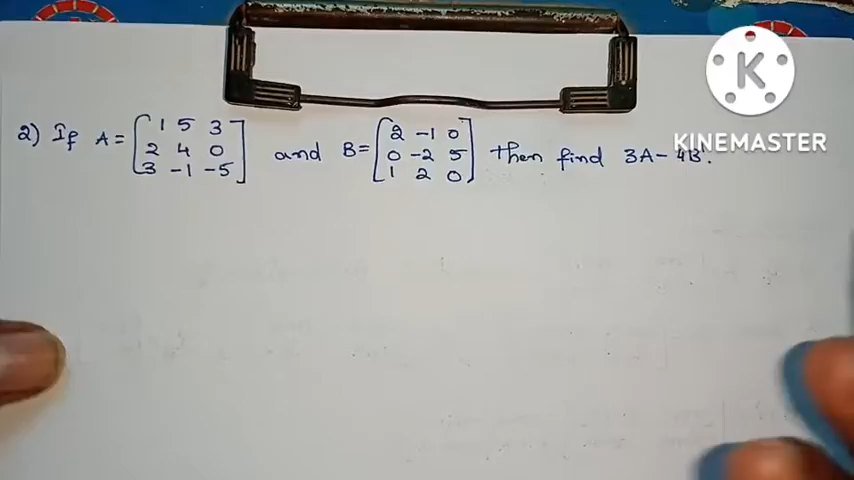 K
KINEMASTER
2) If A= [1 5 3 and B= [2 -1 0 then find 3A- 4B'.
2 4 0 0 -2 5
3 -1 -5] 1 2 0]